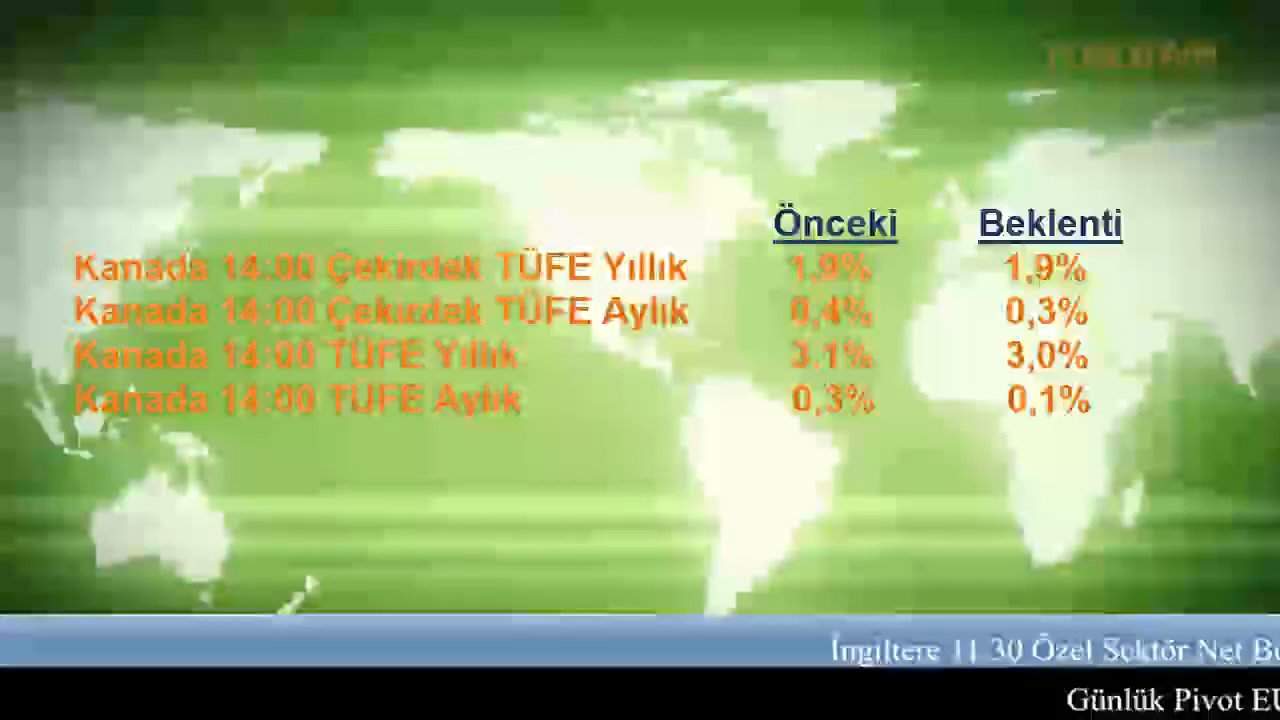 Önceki Beklenti
Kanada 14:00 Çekirdek TÜFE Yıllık 1,9% 1,9%
Kanada 14:00 Çekirdek TÜFE Aylık 0,4% 0,3%
Kanada 14:00 TÜFE Yıllık 3,1% 3,0%
Kanada 14:00 TÜFE Aylık 0,3% 0,1%
İngiltere 11 30 Özel Sektör Net
Günlük Pivot